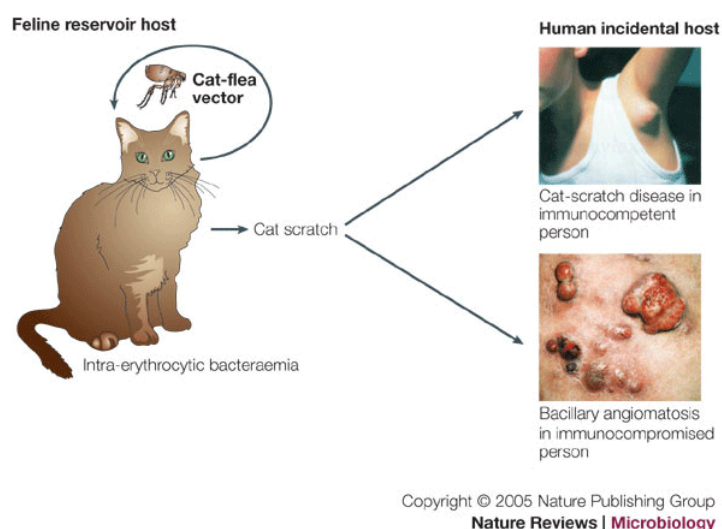 Feline reservoir host
Cat-flea
vector
Cat scratch
Intra-erythrocytic bacteraemia
Human incidental host
Cat-scratch disease in
immunocompetent
person
Bacillary angiomatosis
in immunocompromised
person
Copyright © 2005 Nature Publishing Group
Nature Reviews | Microbiology